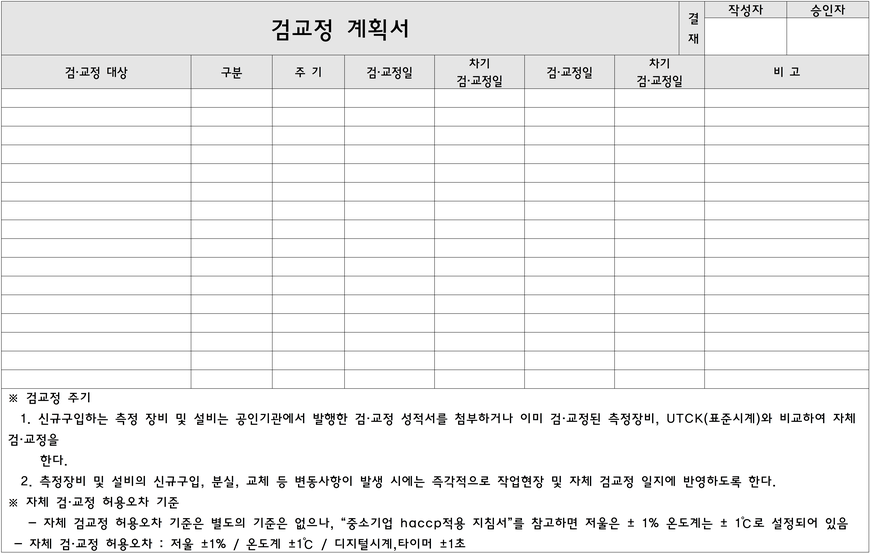 검교정 계획서
결
재
작성자
승인자
검·교정 대상
구분
주 기
검·교정일
차기
검·교정일
검·교정일
차기
검·교정일
비 고
※ 검교정 주기
1. 신규구입하는 측정 장비 및 설비는 공인기관에서 발행한 검·교정 성적서를 첨부하거나 이미 검·교정된 측정장비, UTCK(표준시계)와 비교하여 자체
검·교정을
한다.
2. 측정장비 및 설비의 신규구입, 분실, 교체 등 변동사항이 발생 시에는 즉각적으로 작업현장 및 자체 검교정 일지에 반영하도록 한다.
※ 자체 검·교정 허용오차 기준
- 자체 검교정 허용오차 기준은 별도의 기준은 없으나, “중소기업 haccp적용 지침서”를 참고하면 저울은 ± 1% 온도계는 ± 1℃로 설정되어 있음
- 자체 검·교정 허용오차 : 저울 ±1% / 온도계 ±1℃ / 디지털시계,타이머 ±1초